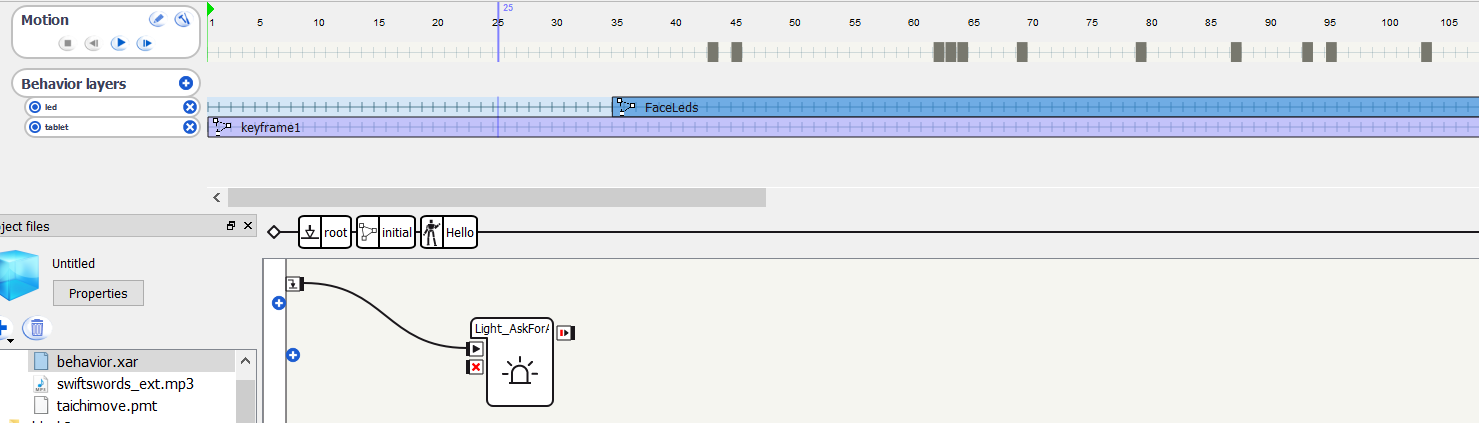 Motion
25
1 5 10 15 20 25 30 35 40 45 50 55 60 65 70 75 80 85 90 95 100 105
Behavior layers
led
FaceLeds
tablet
keyframe1
ject files
root
initial
Hello
Untitled
Properties
Light_AskForA
behavior.xar
swiftswords_ext.mp3
taichimove.pmt